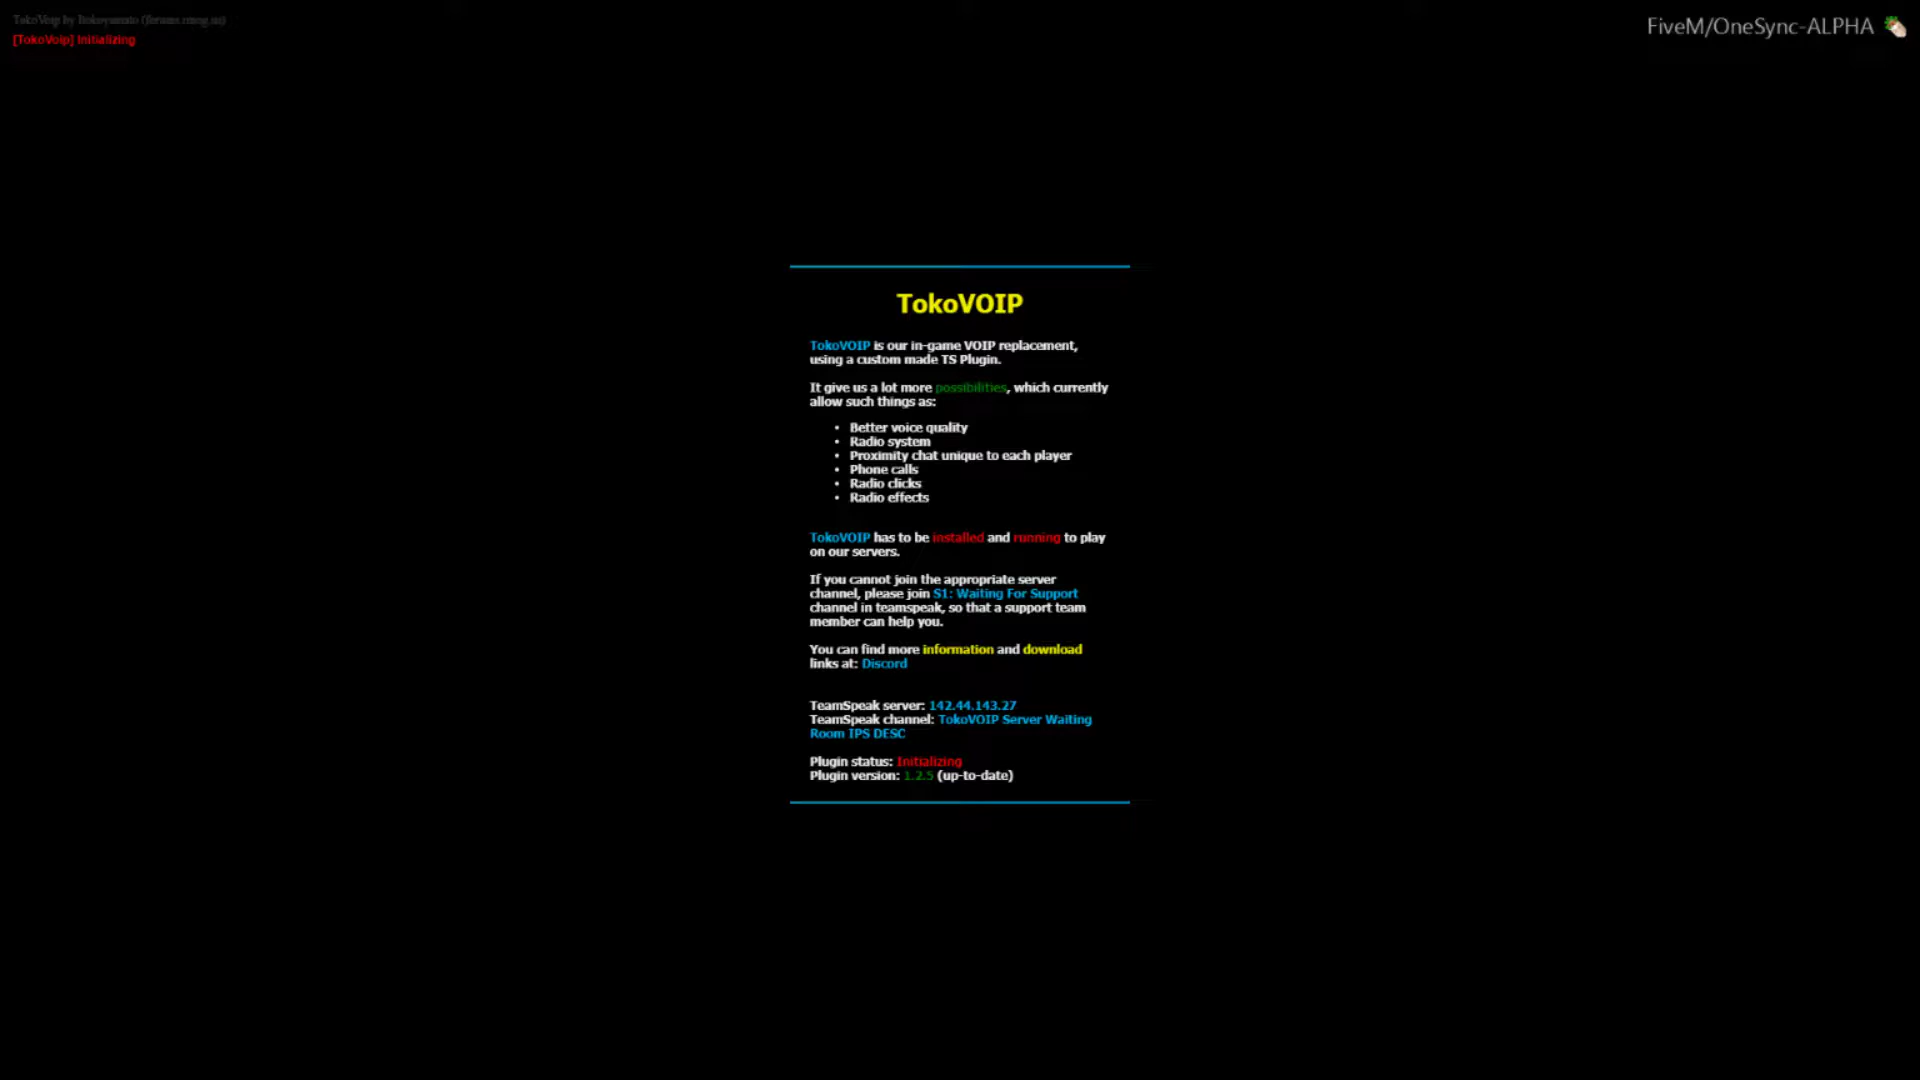 TokoVoip by Itokoyamato (forums.rmog.us)
[TokoVoip] Initializing
FiveM/OneSync-ALPHA
TokoVOIP
TokoVOIP is our in-game VOIP replacement,
using a custom made TS Plugin.
It give us a lot more possibilities, which currently
allow such things as:
• Better voice quality
• Radio system
• Proximity chat unique to each player
• Phone calls
• Radio clicks
• Radio effects
TokoVOIP has to be installed and running to play
on our servers.
If you cannot join the appropriate server
channel, please join S1: Waiting For Support
channel in teamspeak, so that a support team
member can help you.
You can find more information and download
links at: Discord
TeamSpeak server: 142.44.143.27
TeamSpeak channel: TokoVOIP Server Waiting
Room IPS DESC
Plugin status: Initializing
Plugin version: 1.2.5 (up-to-date)